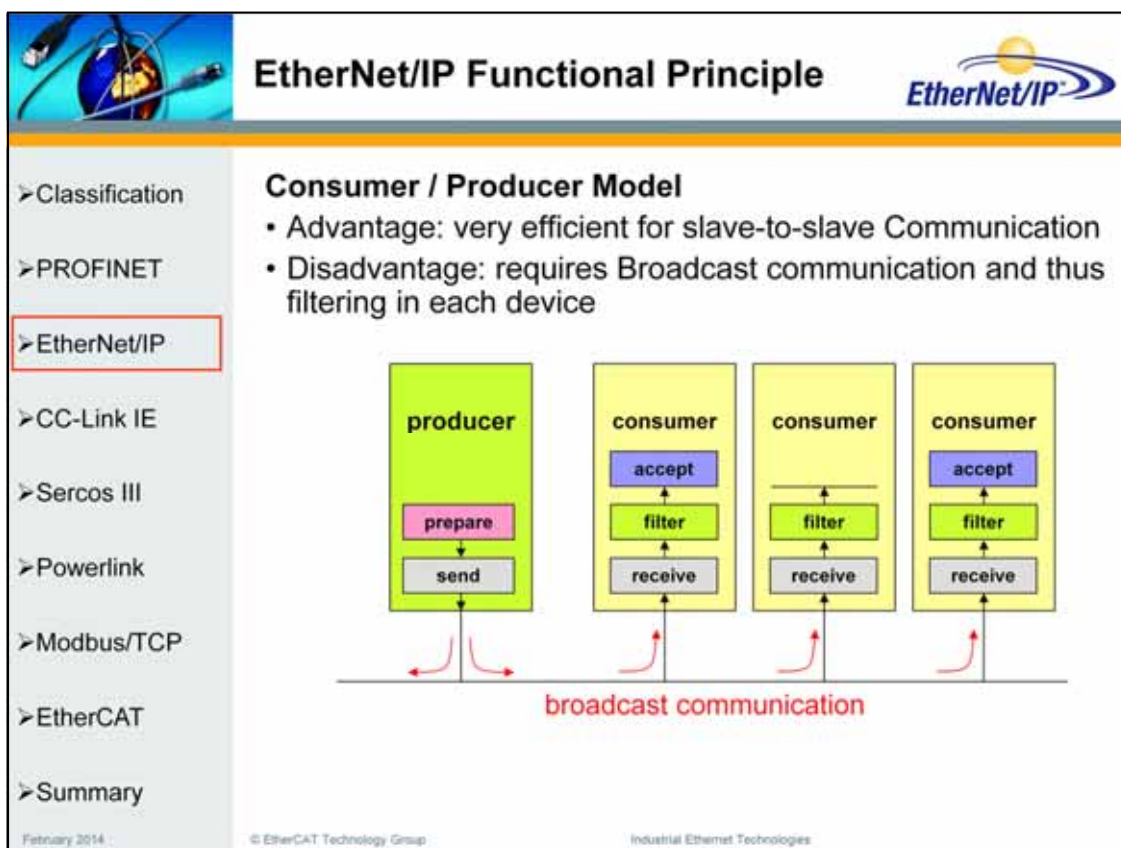 EtherNet/IP Functional Principle
EtherNet/IP
➢Classification
➢PROFINET
➢EtherNet/IP
➢CC-Link IE
➢Sercos III
➢Powerlink
➢Modbus/TCP
➢EtherCAT
➢Summary
Consumer / Producer Model
• Advantage: very efficient for slave-to-slave Communication
• Disadvantage: requires Broadcast communication and thus
filtering in each device
producer
prepare
send
consumer
accept
filter
receive
consumer
filter
receive
consumer
accept
filter
receive
broadcast communication
February 2014
© EtherCAT Technology Group
Industrial Ethernet Technologies